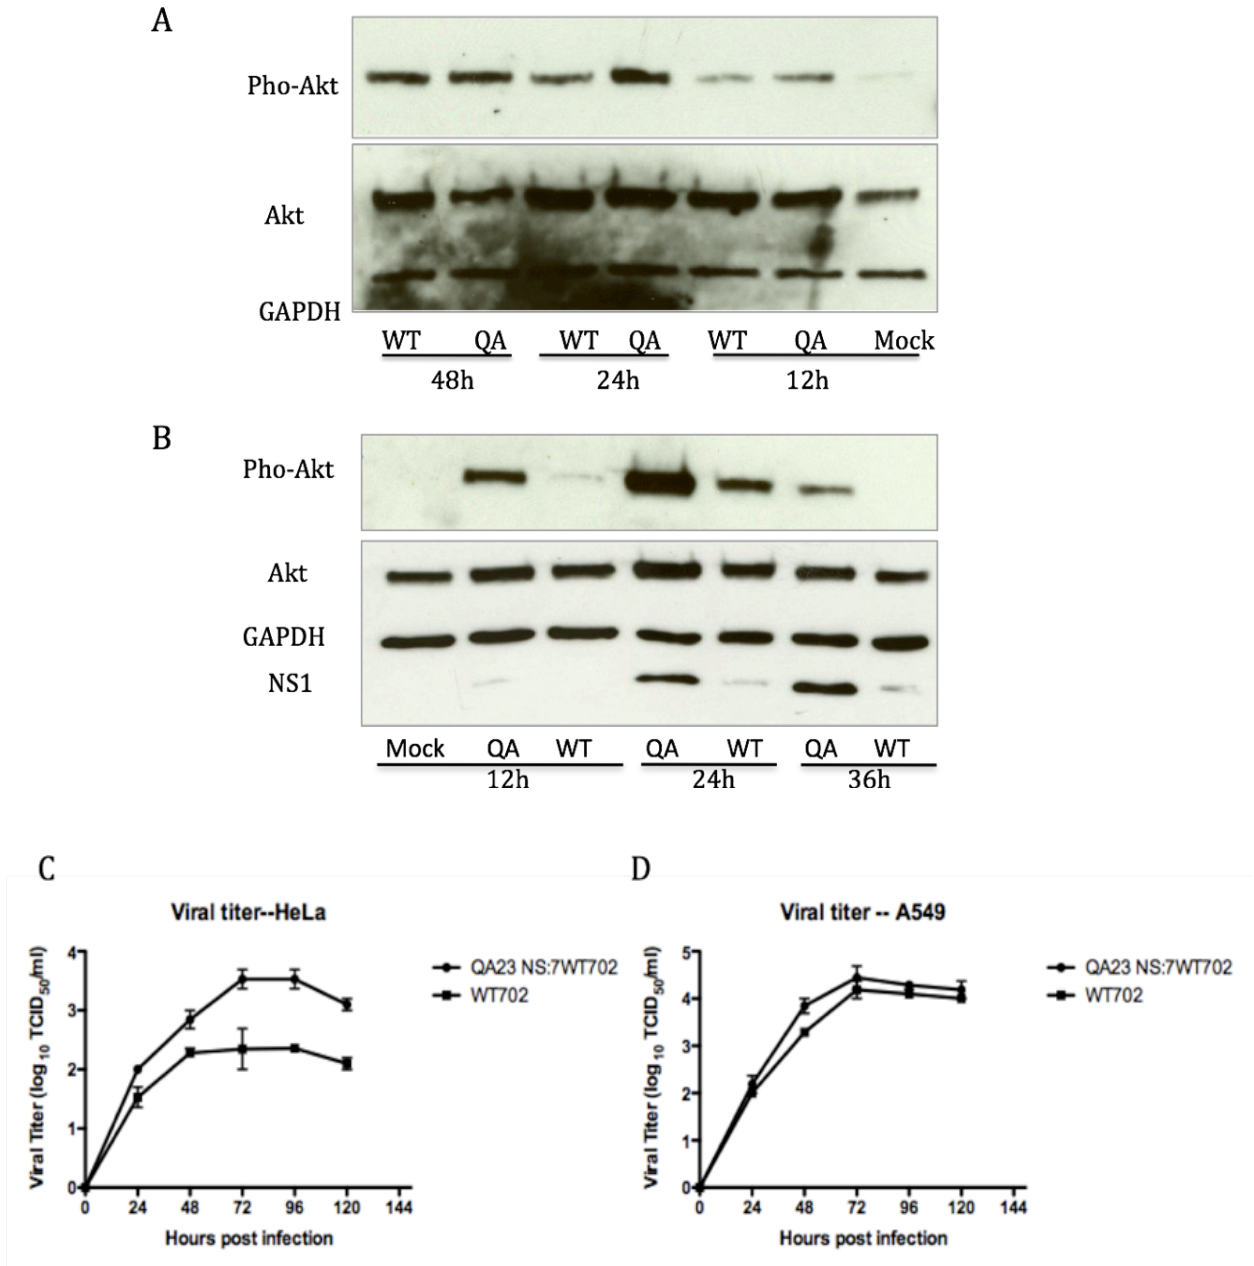 A
Pho-Akt
Akt
GAPDH
WT QA WT QA WT QA Mock
48h 24h 12h
B
Pho-Akt
Akt
GAPDH
NS1
Mock QA WT QA WT QA WT
12h 24h 36h
C
Viral titer--HeLa
Viral Titer (log10 TCID50/ml)
4
3
2
1
0
0 24 48 72 96 120 144
Hours post infection
QA23 NS:7WT702
WT702
D
Viral titer -- A549
Viral Titer (log10 TCID50/ml)
5
4
3
2
1
0
0 24 48 72 96 120 144
Hours post infection
QA23 NS:7WT702
WT702